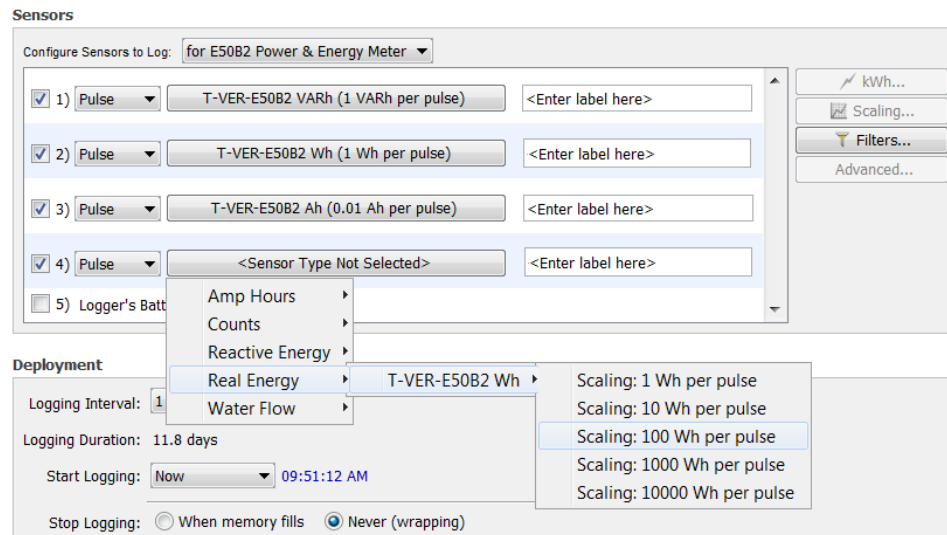 Sensors
Configure Sensors to Log: for E50B2 Power & Energy Meter
1) Pulse T-VER-E50B2 VARh (1 VARh per pulse) <Enter label here>
2) Pulse T-VER-E50B2 Wh (1 Wh per pulse) <Enter label here>
3) Pulse T-VER-E50B2 Ah (0.01 Ah per pulse) <Enter label here>
4) Pulse <Sensor Type Not Selected> <Enter label here>
5) Logger's Batt
kWh...
Scaling...
Filters...
Advanced...
Amp Hours
Counts
Reactive Energy
Real Energy
Water Flow
T-VER-E50B2 Wh
Scaling: 1 Wh per pulse
Scaling: 10 Wh per pulse
Scaling: 100 Wh per pulse
Scaling: 1000 Wh per pulse
Scaling: 10000 Wh per pulse
Deployment
Logging Interval: 1
Logging Duration: 11.8 days
Start Logging: Now 09:51:12 AM
Stop Logging: When memory fills Never (wrapping)